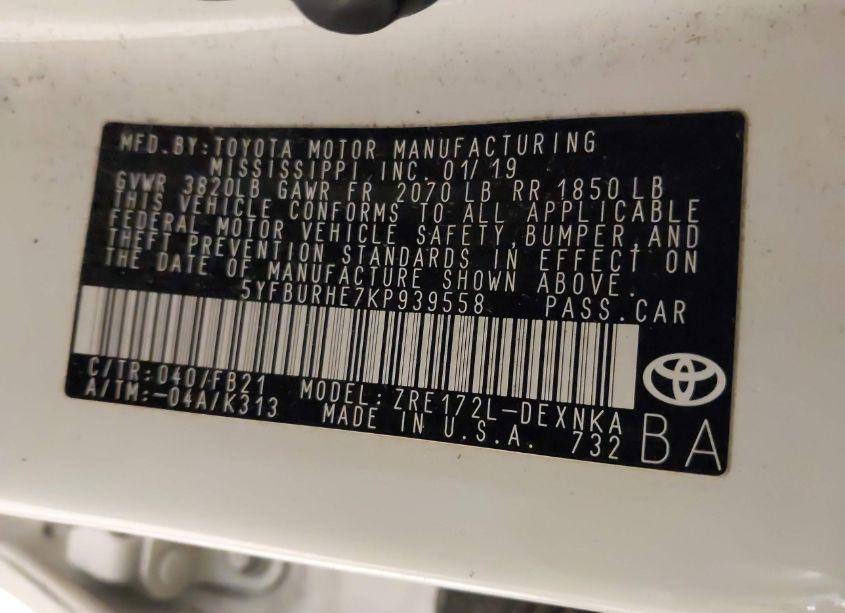 MFD.BY:TOYOTA MOTOR MANUFACTURING
MISSISSIPPI, INC. 01/19
GVWR 3820LB GAWR FR 2070 LB RR 1850 LB
THIS VEHICLE CONFORMS TO ALL APPLICABLE
FEDERAL MOTOR VEHICLE SAFETY,BUMPER,AND
THEFT PREVENTION STANDARDS IN EFFECT ON
THE DATE OF MANUFACTURE SHOWN ABOVE.
5YFBURHE7KP939558 PASS.CAR
C/TR:040/FB21
A/TM:-04A/K313 MODEL:ZRE172L-DEXNKA
MADE IN U.S.A. 732
BA